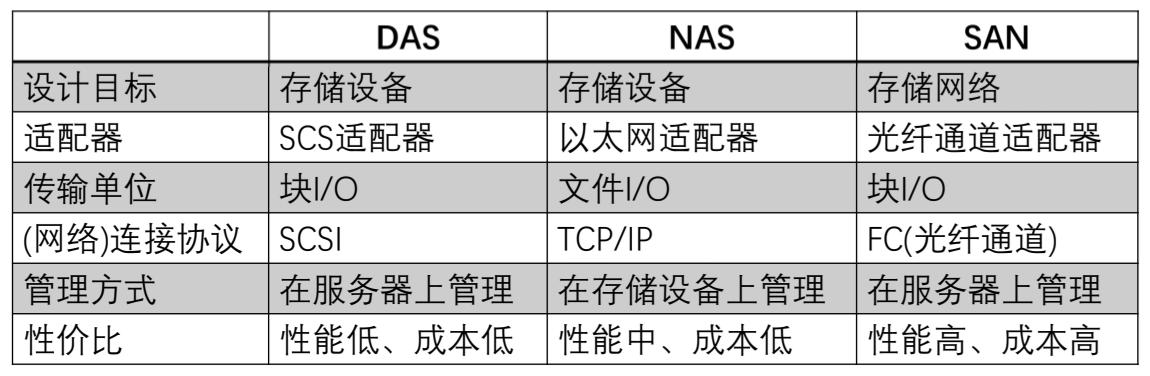 DAS NAS SAN
设计目标 存储设备 存储设备 存储网络
适配器 SCS适配器 以太网适配器 光纤通道适配器
传输单位 块I/O 文件I/O 块I/O
(网络)连接协议 SCSI TCP/IP FC(光纤通道)
管理方式 在服务器上管理 在存储设备上管理 在服务器上管理
性价比 性能低、成本低 性能中、成本低 性能高、成本高